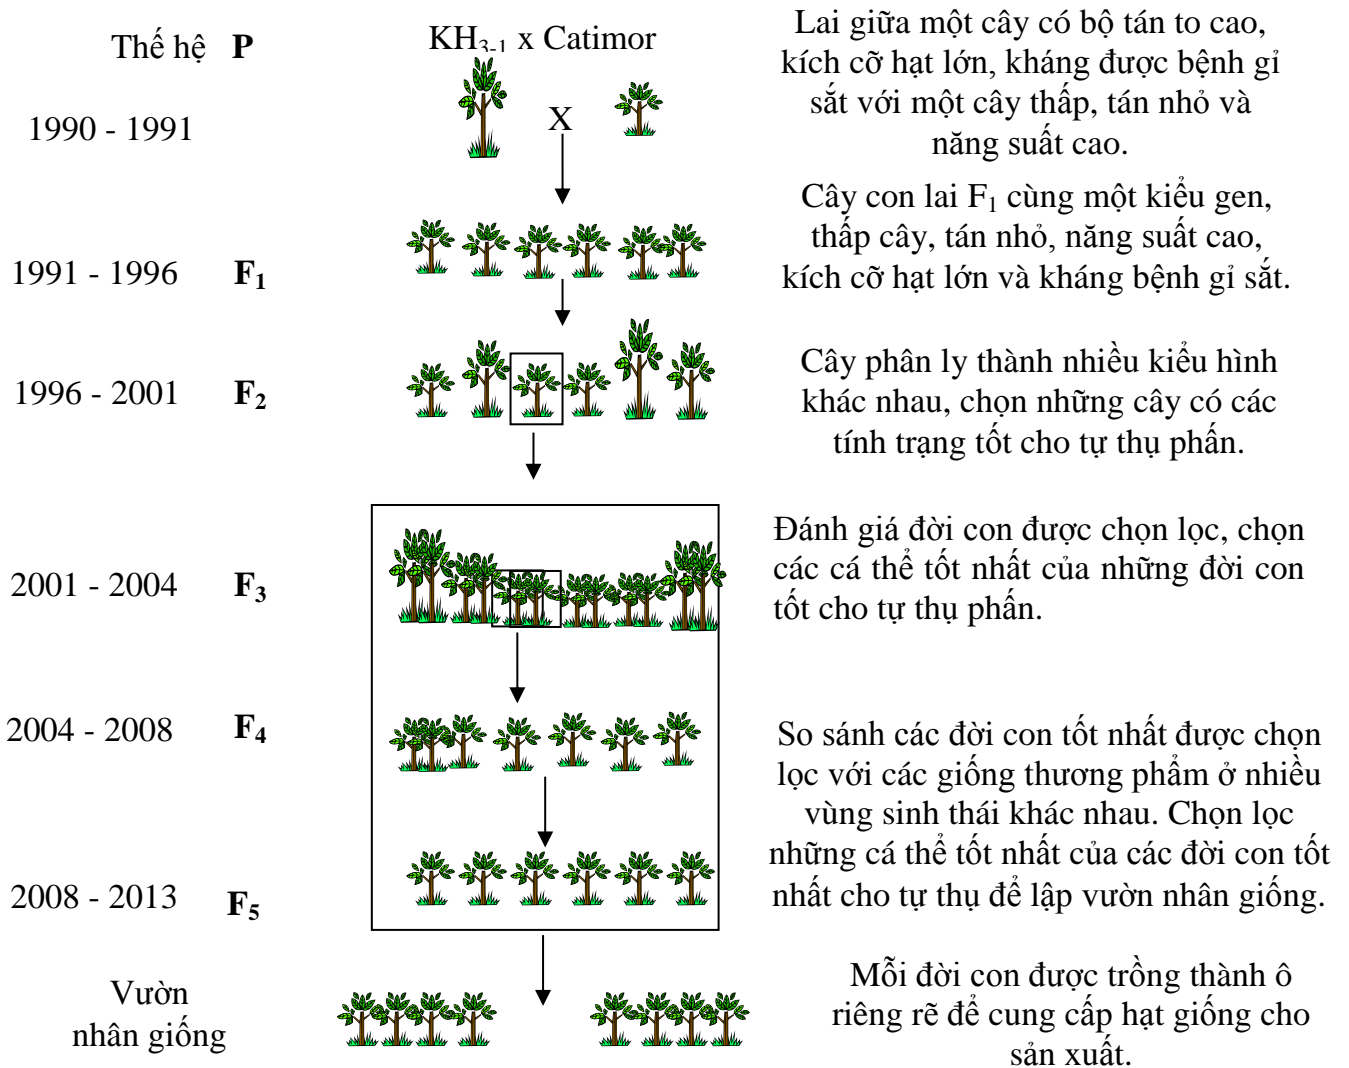 Thế hệ P
KH3-1 x Catimor
Lai giữa một cây có bộ tán to cao,
kích cỡ hạt lớn, kháng được bệnh gỉ
sắt với một cây thấp, tán nhỏ và
năng suất cao.
1990 - 1991
X
Cây con lai F1 cùng một kiểu gen,
thấp cây, tán nhỏ, năng suất cao,
kích cỡ hạt lớn và kháng bệnh gỉ sắt.
1991 - 1996 F1
Cây phân ly thành nhiều kiểu hình
khác nhau, chọn những cây có các
tính trạng tốt cho tự thụ phấn.
1996 - 2001 F2
Đánh giá đời con được chọn lọc, chọn
các cá thể tốt nhất của những đời con
tốt cho tự thụ phấn.
2001 - 2004 F3
2004 - 2008 F4
So sánh các đời con tốt nhất được chọn
lọc với các giống thương phẩm ở nhiều
vùng sinh thái khác nhau. Chọn lọc
những cá thể tốt nhất của các đời con tốt
nhất cho tự thụ để lập vườn nhân giống.
2008 - 2013 F5
Vườn
nhân giống
Mỗi đời con được trồng thành ô
riêng rẽ để cung cấp hạt giống cho
sản xuất.